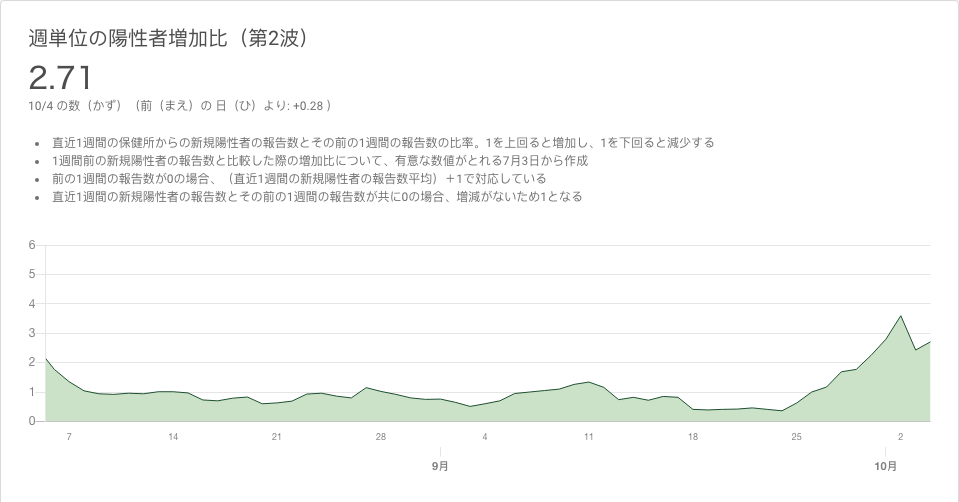 週単位の陽性者増加比（第2波）
2.71
10/4 の数（かず）（前（まえ）の 日（ひ）より: +0.28 ）
• 直近1週間の保健所からの新規陽性者の報告数とその前の1週間の報告数の比率。1を上回ると増加し、1を下回ると減少する
• 1週間前の新規陽性者の報告数と比較した際の増加比について、有意な数値がとれる7月3日から作成
• 前の1週間の報告数が0の場合、（直近1週間の新規陽性者の報告数平均）＋1で対応している
• 直近1週間の新規陽性者の報告数とその前の1週間の報告数が共に0の場合、増減がないため1となる
6
5
4
3
2
1
0
7 14 21 28 4 11 18 25 2
9月 10月